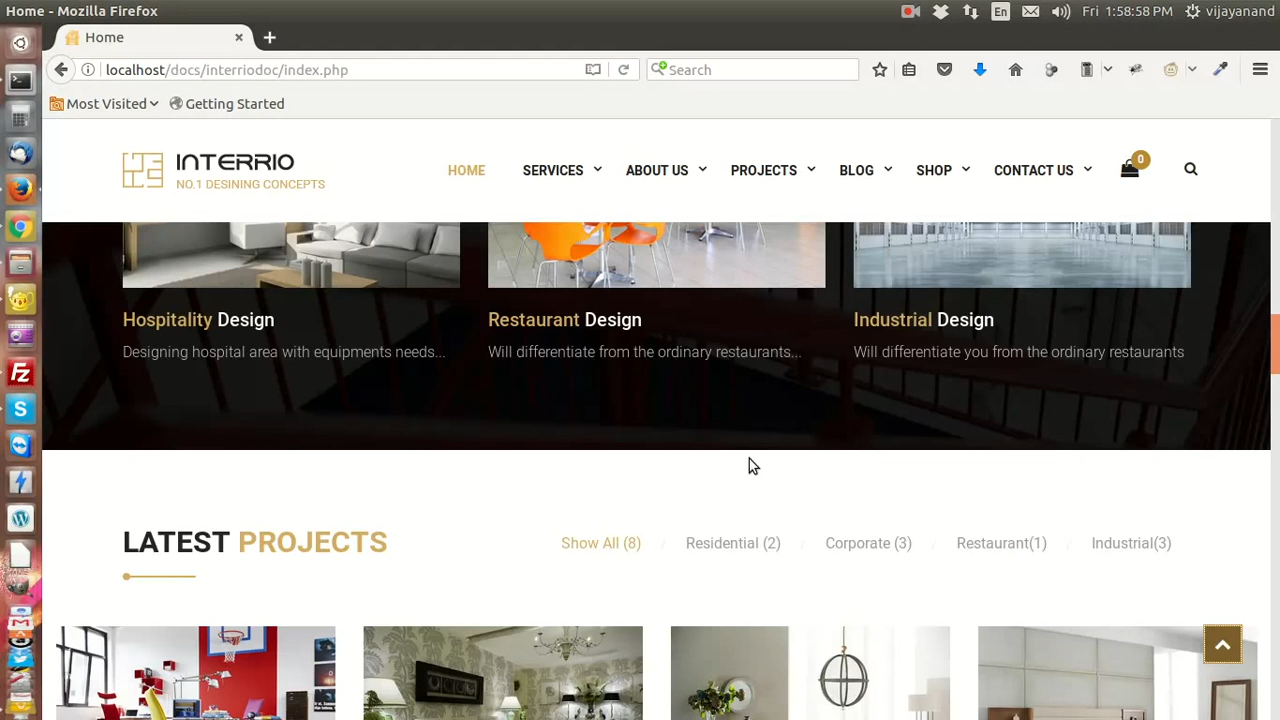 Home - Mozilla Firefox
En
Fri 1:58:58 PM
vijayanand
Home
localhost/docs/interriodoc/index.php
Search
Most Visited
Getting Started
INTERRIO
NO.1 DESINING CONCEPTS
HOME
SERVICES
ABOUT US
PROJECTS
BLOG
SHOP
CONTACT US
0
Hospitality Design
Restaurant Design
Industrial Design
Designing hospital area with equipments needs...
Will differentiate from the ordinary restaurants...
Will differentiate you from the ordinary restaurants
LATEST PROJECTS
Show All (8)
/
Residential (2)
/
Corporate (3)
/
Restaurant(1)
/
Industrial(3)